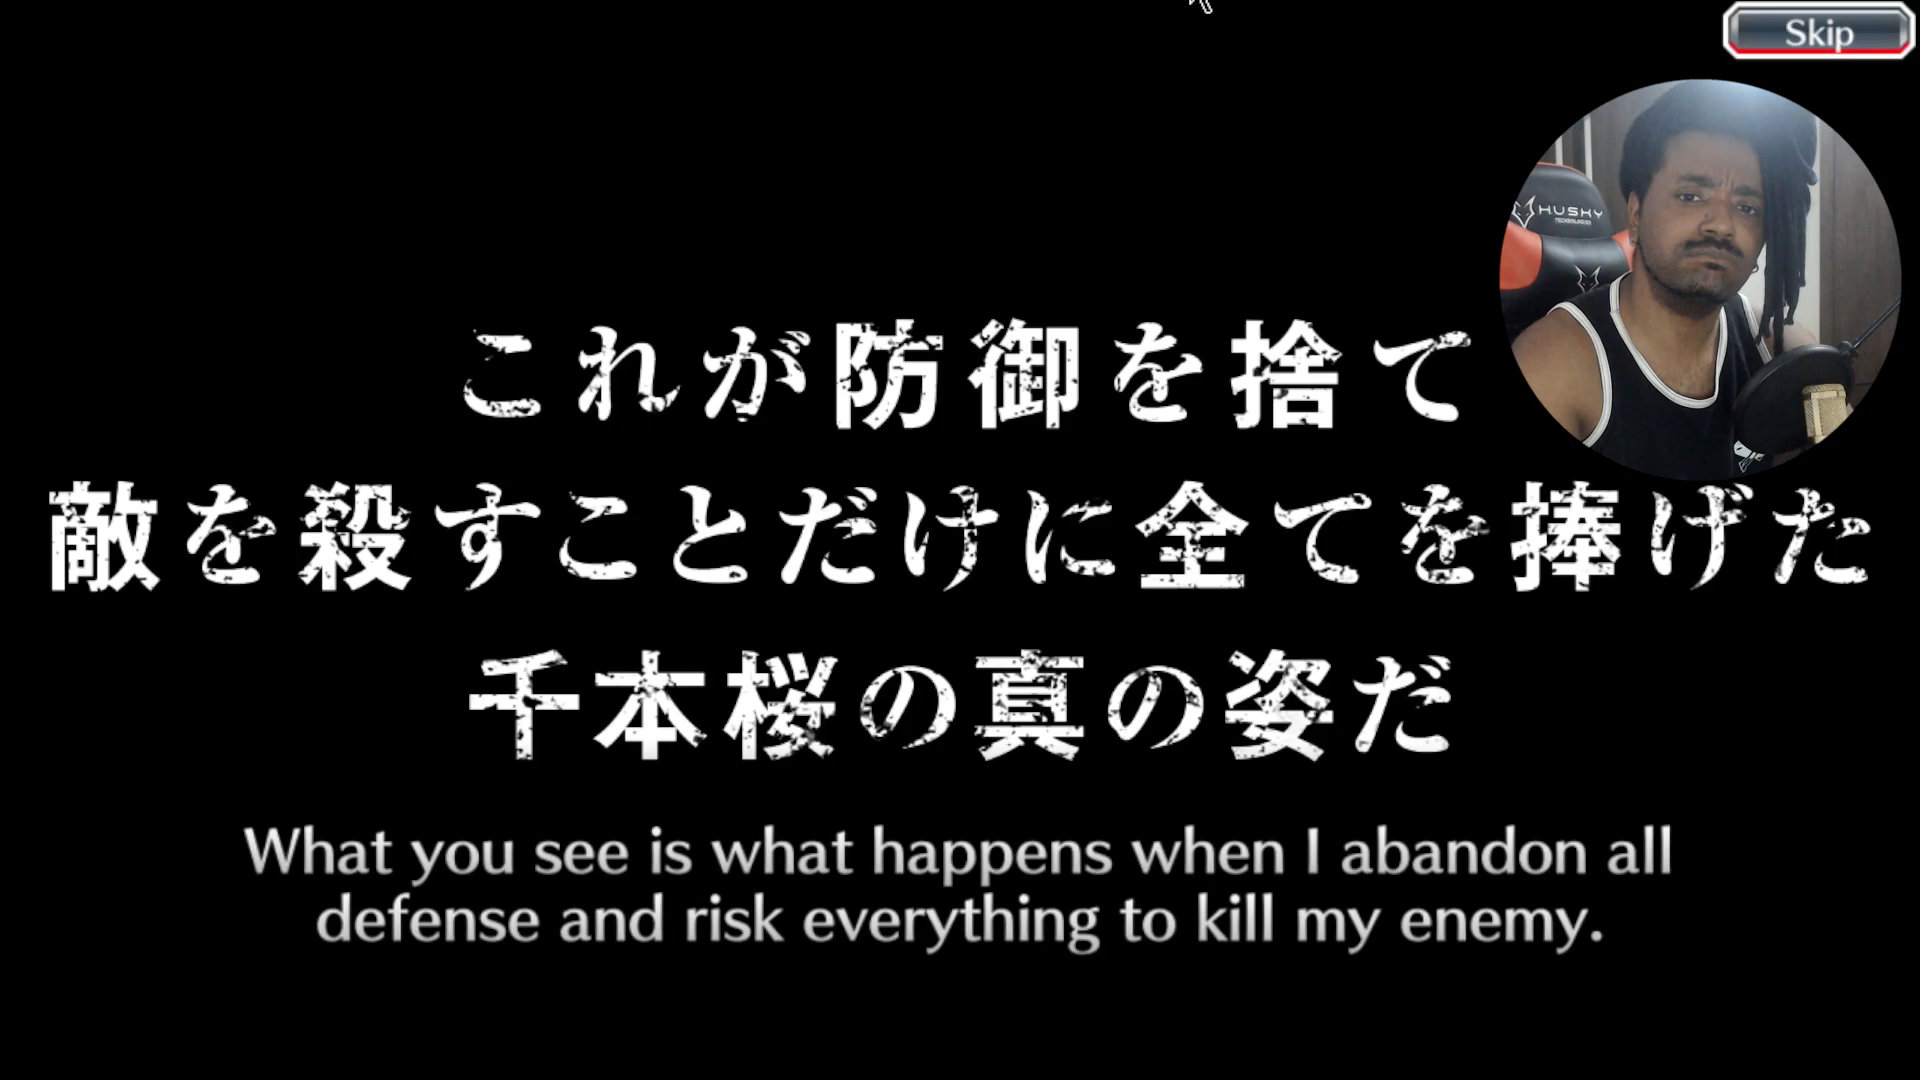 Skip
HUSKY
これが防御を捨て
敵を殺すことだけに全てを捧げた
千本桜の真の姿だ
What you see is what happens when I abandon all
defense and risk everything to kill my enemy.